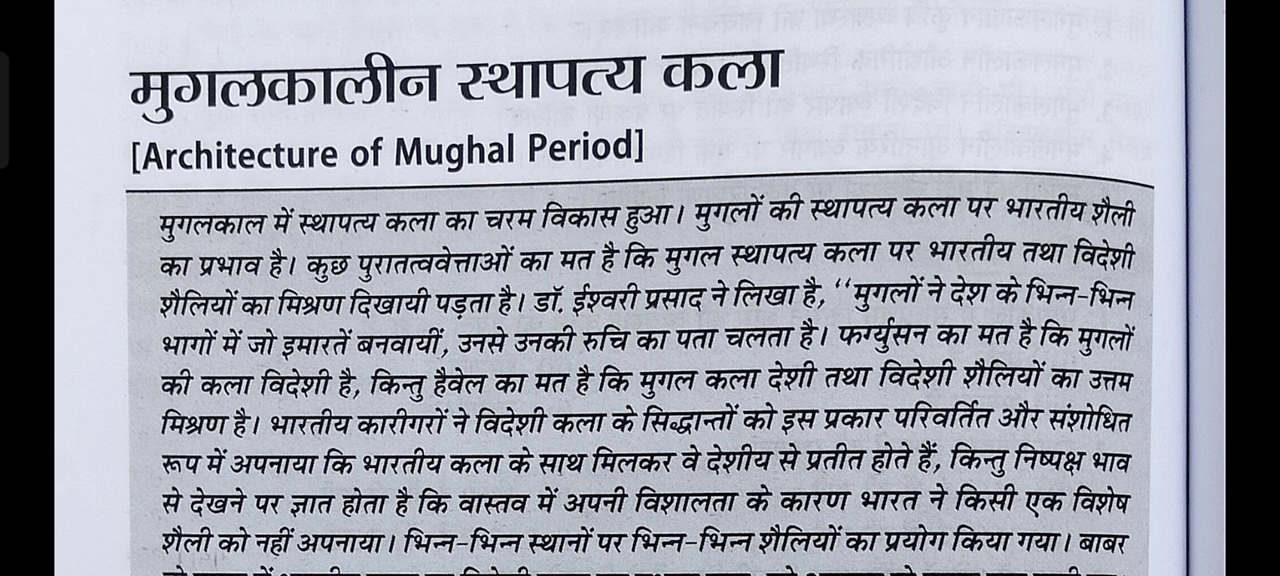 मुगलकालीन स्थापत्य कला
[Architecture of Mughal Period]
मुगलकाल में स्थापत्य कला का चरम विकास हुआ। मुगलों की स्थापत्य कला पर भारतीय शैली
का प्रभाव है। कुछ पुरातत्ववेत्ताओं का मत है कि मुगल स्थापत्य कला पर भारतीय तथा विदेशी
शैलियों का मिश्रण दिखायी पड़ता है। डॉ. ईश्वरी प्रसाद ने लिखा है, “मुगलों ने देश के भिन्न-भिन्न
भागों में जो इमारतें बनवायीं, उनसे उनकी रुचि का पता चलता है। फर्ग्युसन का मत है कि मुगलों
की कला विदेशी है, किन्तु हैवेल का मत है कि मुगल कला देशी तथा विदेशी शैलियों का उत्तम
मिश्रण है। भारतीय कारीगरों ने विदेशी कला के सिद्धान्तों को इस प्रकार परिवर्तित और संशोधित
रूप में अपनाया कि भारतीय कला के साथ मिलकर वे देशीय से प्रतीत होते हैं, किन्तु निष्पक्ष भाव
से देखने पर ज्ञात होता है कि वास्तव में अपनी विशालता के कारण भारत ने किसी एक विशेष
शैली को नहीं अपनाया। भिन्न-भिन्न स्थानों पर भिन्न-भिन्न शैलियों का प्रयोग किया गया। बाबर